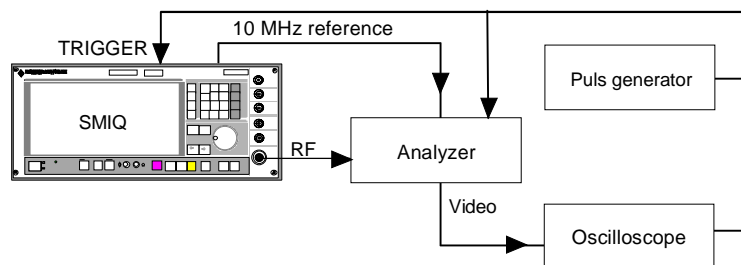 10 MHz reference
TRIGGER
Puls generator
SMIQ
Analyzer
RF
Video
Oscilloscope